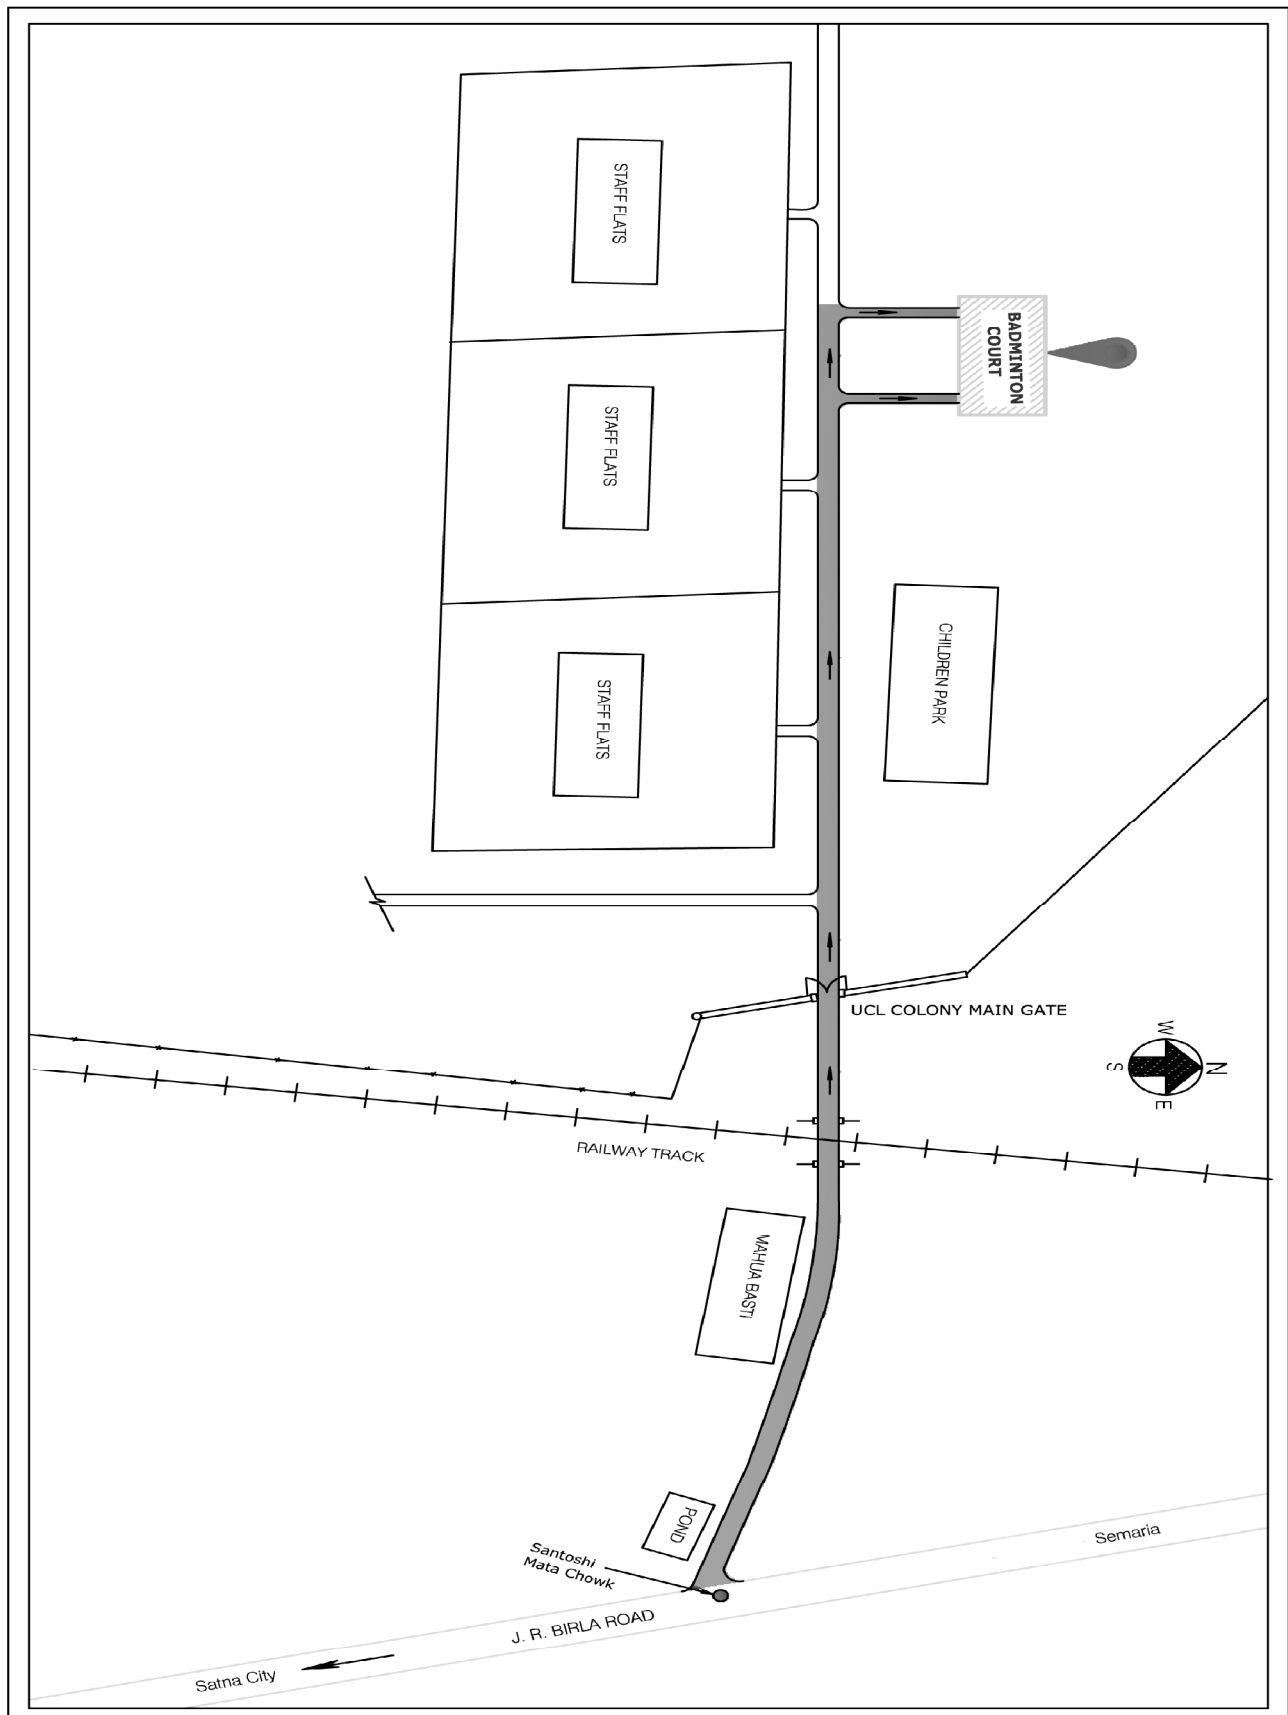 STAFF FLATS
BADMINTON
COURT
STAFF FLATS
CHILDREN PARK
STAFF FLATS
UCL COLONY MAIN GATE
W
N
S
E
RAILWAY TRACK
MAHUA BASTI
POND
Semaria
Santoshi
Mata Chowk
J. R. BIRLA ROAD
Satna City